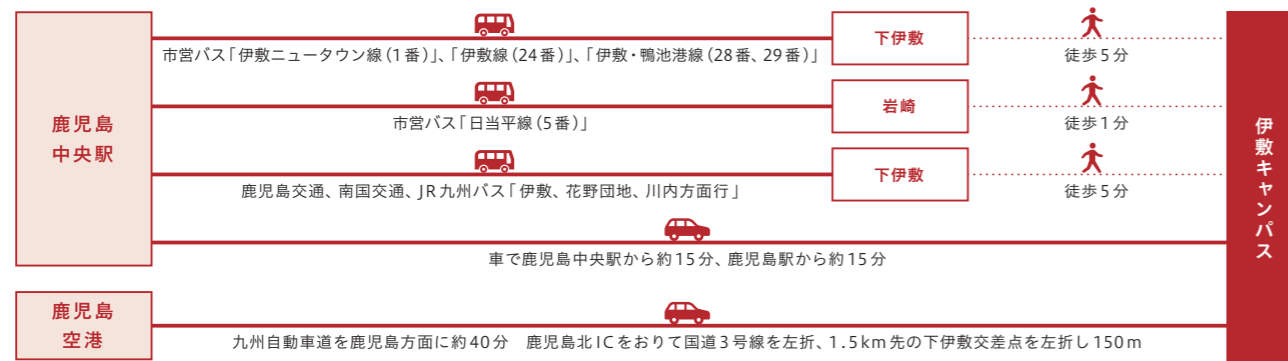 鹿児島
中央駅
市営バス「伊敷ニュータウン線（1番）」、「伊敷線（24番）」、「伊敷・鴨池港線（28番、29番）」
下伊敷
徒歩5分
市営バス「日当平線（5番）」
岩崎
徒歩1分
鹿児島交通、南国交通、JR九州バス「伊敷、花野団地、川内方面行」
下伊敷
徒歩5分
車で鹿児島中央駅から約15分、鹿児島駅から約15分
鹿児島
空港
九州自動車道を鹿児島方面に約40分　鹿児島北ICをおりて国道3号線を左折、1.5km先の下伊敷交差点を左折し150m
伊敷キャンパス